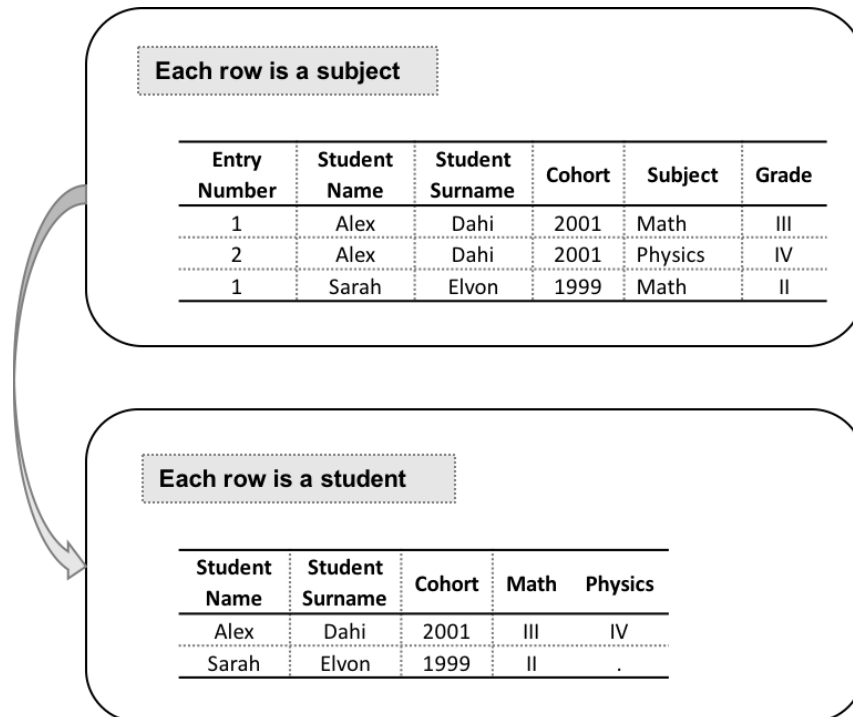 Each row is a subject
Entry Number Student Name Student Surname Cohort Subject Grade
1 Alex Dahi 2001 Math III
2 Alex Dahi 2001 Physics IV
1 Sarah Elvon 1999 Math II
Each row is a student
Student Name Student Surname Cohort Math Physics
Alex Dahi 2001 III IV
Sarah Elvon 1999 II .